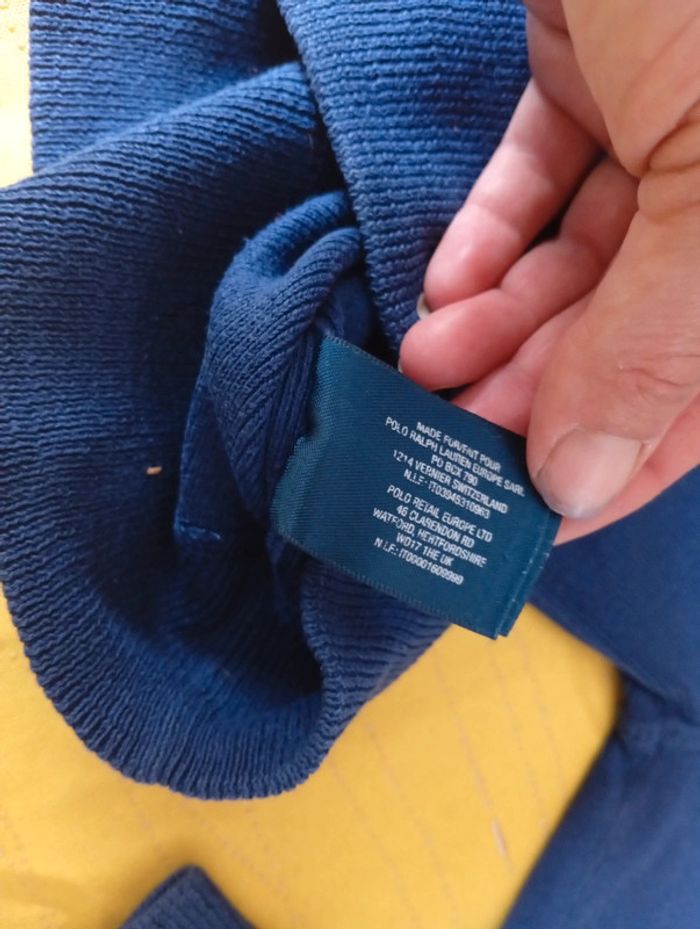 MADE FOR/FAIT POUR
POLO RALPH LAUREN EUROPE SARL
PO BOX 790
1214 VERNIER SWITZERLAND
N.I.F: IT03945310963
POLO RETAIL EUROPE LTD
46 CLARENDON RD
WATFORD, HERTFORDSHIRE
WD17 1HE UK
N.I.F.: IT00001609999